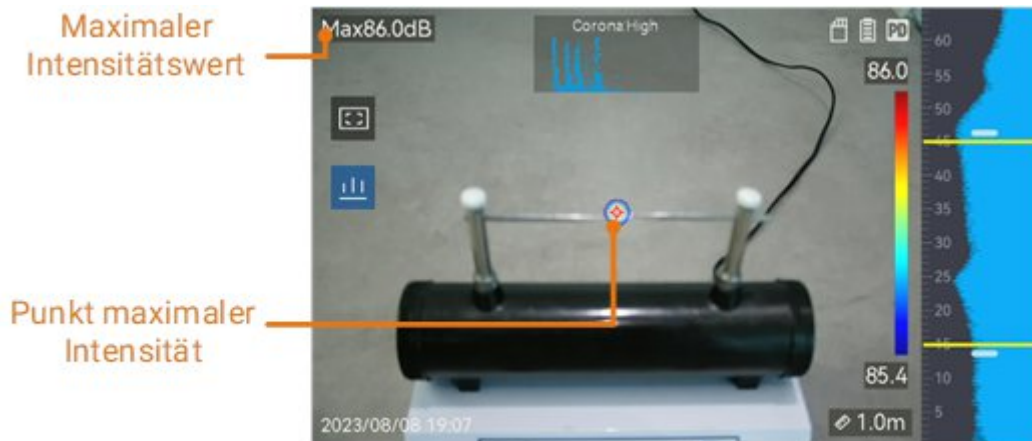 Maximaler
Intensitätswert
Max86.0dB
Corona:High
PD
86.0
60
55
50
45
40
35
30
25
20
15
10
5
Punkt maximaler
Intensität
85.4
2023/08/08 19:07
1.0m